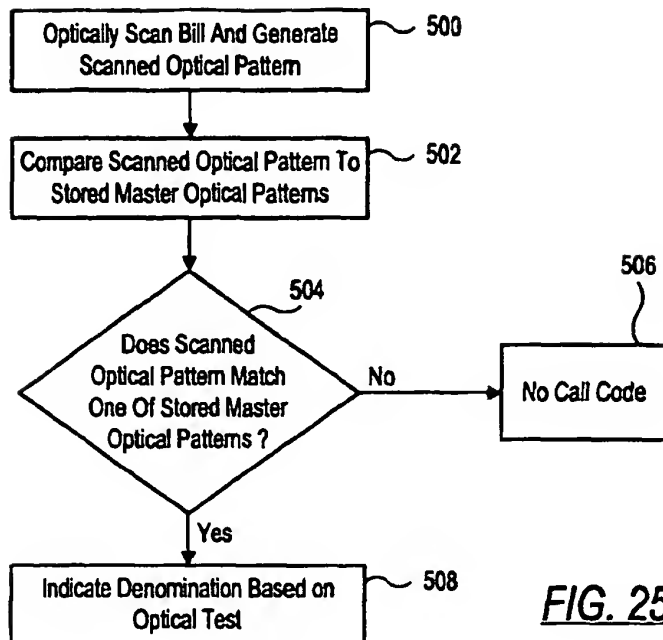 Optically Scan Bill And Generate
Scanned Optical Pattern
500
Compare Scanned Optical Pattern To
Stored Master Optical Patterns
502
504
Does Scanned
Optical Pattern Match
One Of Stored Master
Optical Patterns ?
No
506
No Call Code
Yes
Indicate Denomination Based on
Optical Test
508
FIG. 25